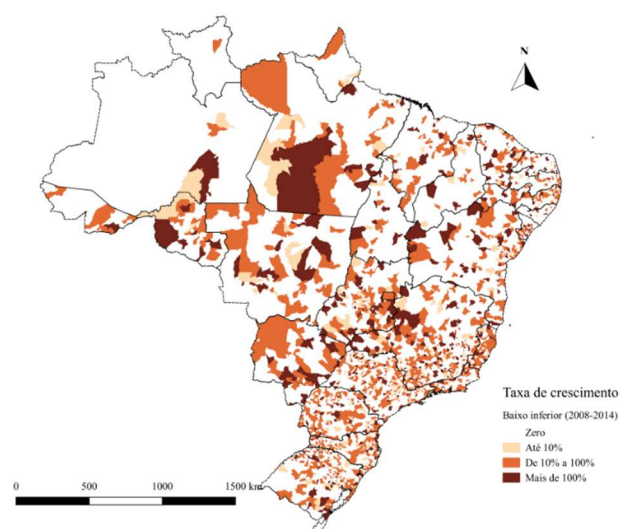 N
Taxa de crescimento
Baixo inferior (2008-2014)
Zero
Até 10%
De 10% a 100%
Mais de 100%
0 500 1000 1500 km